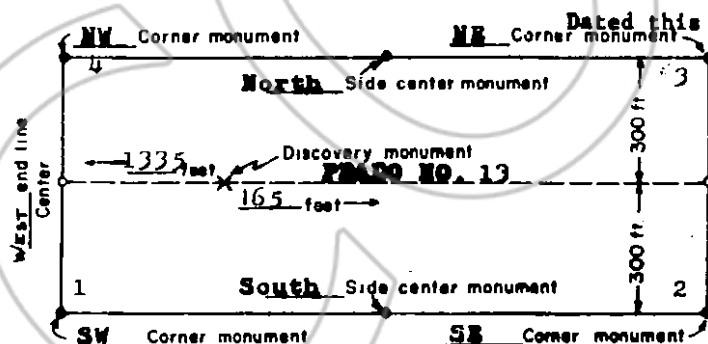 Dated this
NW Corner monument NE Corner monument
4 3
North Side center monument
300 ft.
1335 feet Discovery monument
WEST end line
Center
PRADO NO. 13
165 feet
300 ft.
1 South Side center monument 2
SW Corner monument SE Corner monument